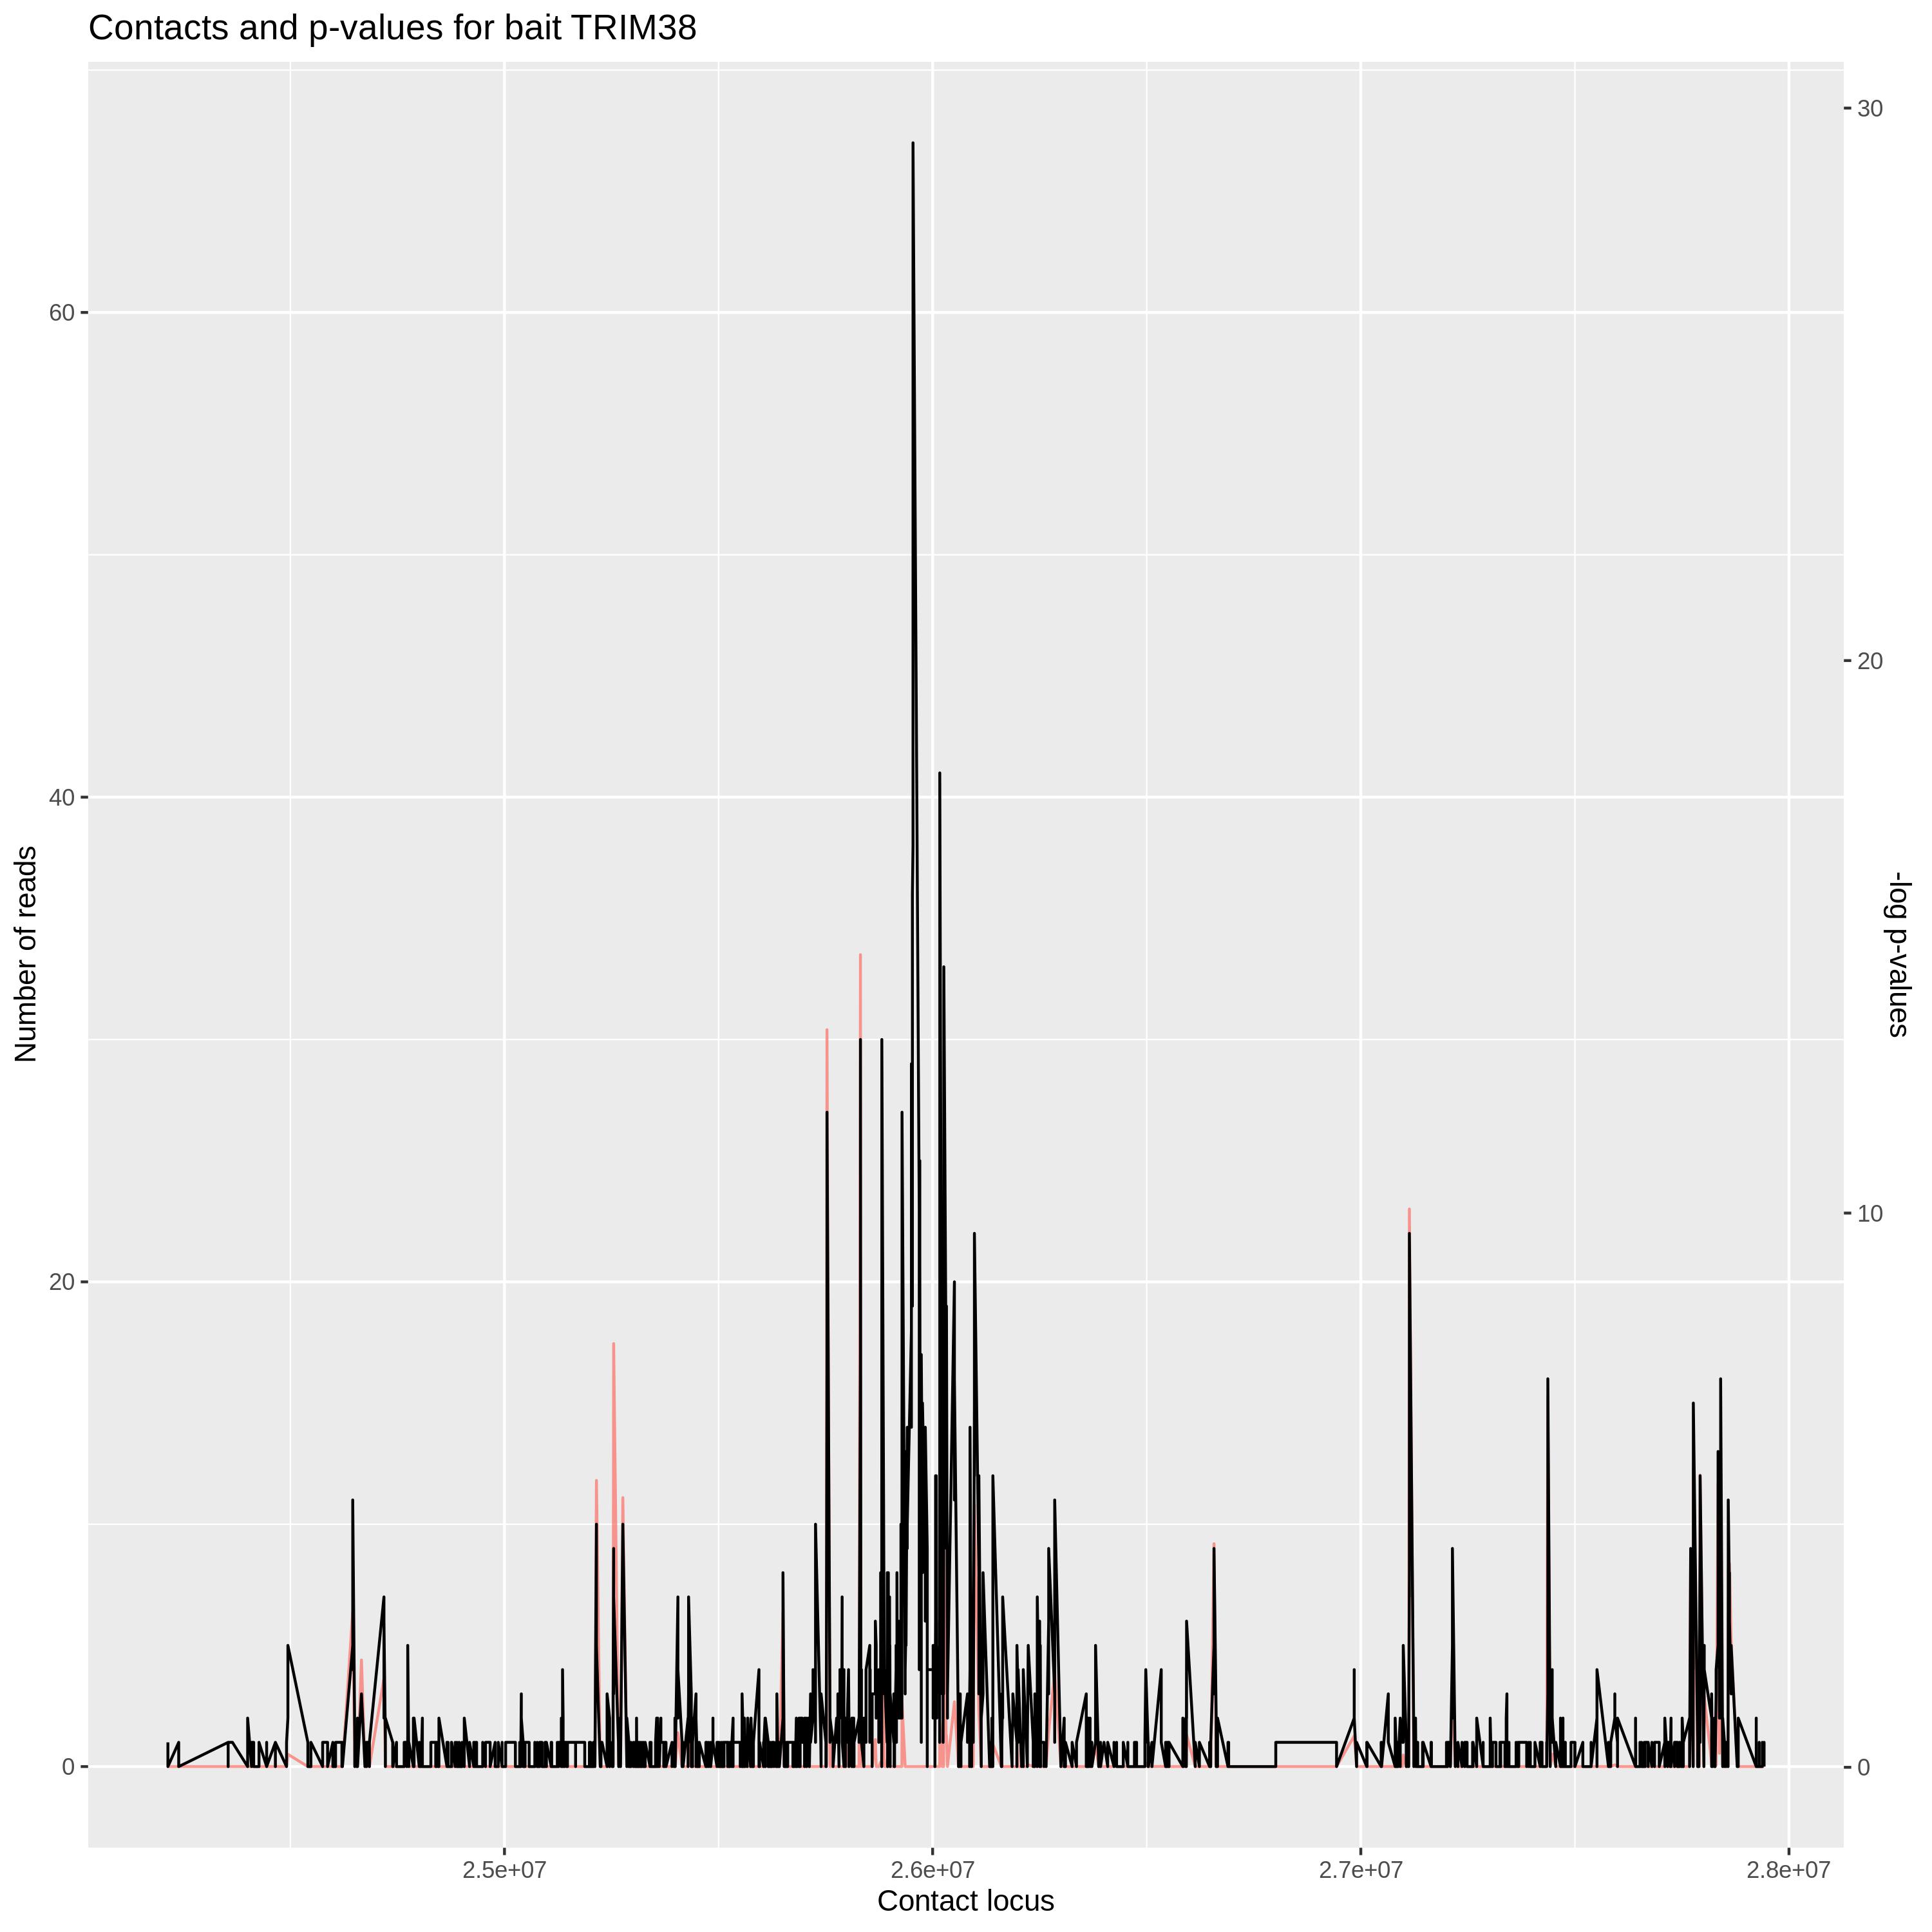 Contacts and p-values for bait TRIM38
Number of reads
60
40
20
0
30
20
10
0
-log p-values
2.5e+07
2.6e+07
2.7e+07
2.8e+07
Contact locus